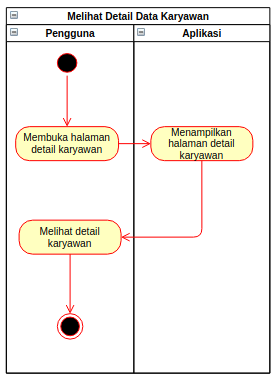 Melihat Detail Data Karyawan
Pengguna
Aplikasi
Membuka halaman
detail karyawan
Menampilkan
halaman detail
karyawan
Melihat detail
karyawan